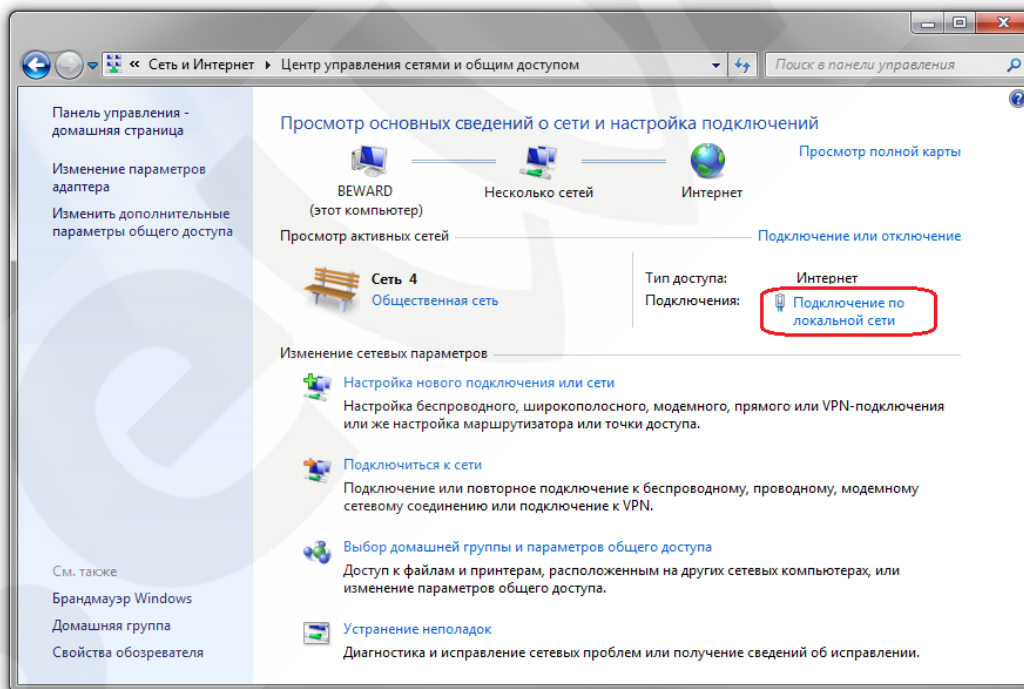 « Сеть и Интернет ▸ Центр управления сетями и общим доступом
Поиск в панели управления
Панель управления -
домашняя страница
Изменение параметров
адаптера
Изменить дополнительные
параметры общего доступа
См. также
Брандмауэр Windows
Домашняя группа
Свойства обозревателя
Просмотр основных сведений о сети и настройка подключений
Просмотр полной карты
BEWARD
(этот компьютер)
Несколько сетей
Интернет
Просмотр активных сетей
Подключение или отключение
Сеть 4
Общественная сеть
Тип доступа: Интернет
Подключения: Подключение по
локальной сети
Изменение сетевых параметров
Настройка нового подключения или сети
Настройка беспроводного, широкополосного, модемного, прямого или VPN-подключения
или же настройка маршрутизатора или точки доступа.
Подключиться к сети
Подключение или повторное подключение к беспроводному, проводному, модемному
сетевому соединению или подключение к VPN.
Выбор домашней группы и параметров общего доступа
Доступ к файлам и принтерам, расположенным на других сетевых компьютерах, или
изменение параметров общего доступа.
Устранение неполадок
Диагностика и исправление сетевых проблем или получение сведений об исправлении.